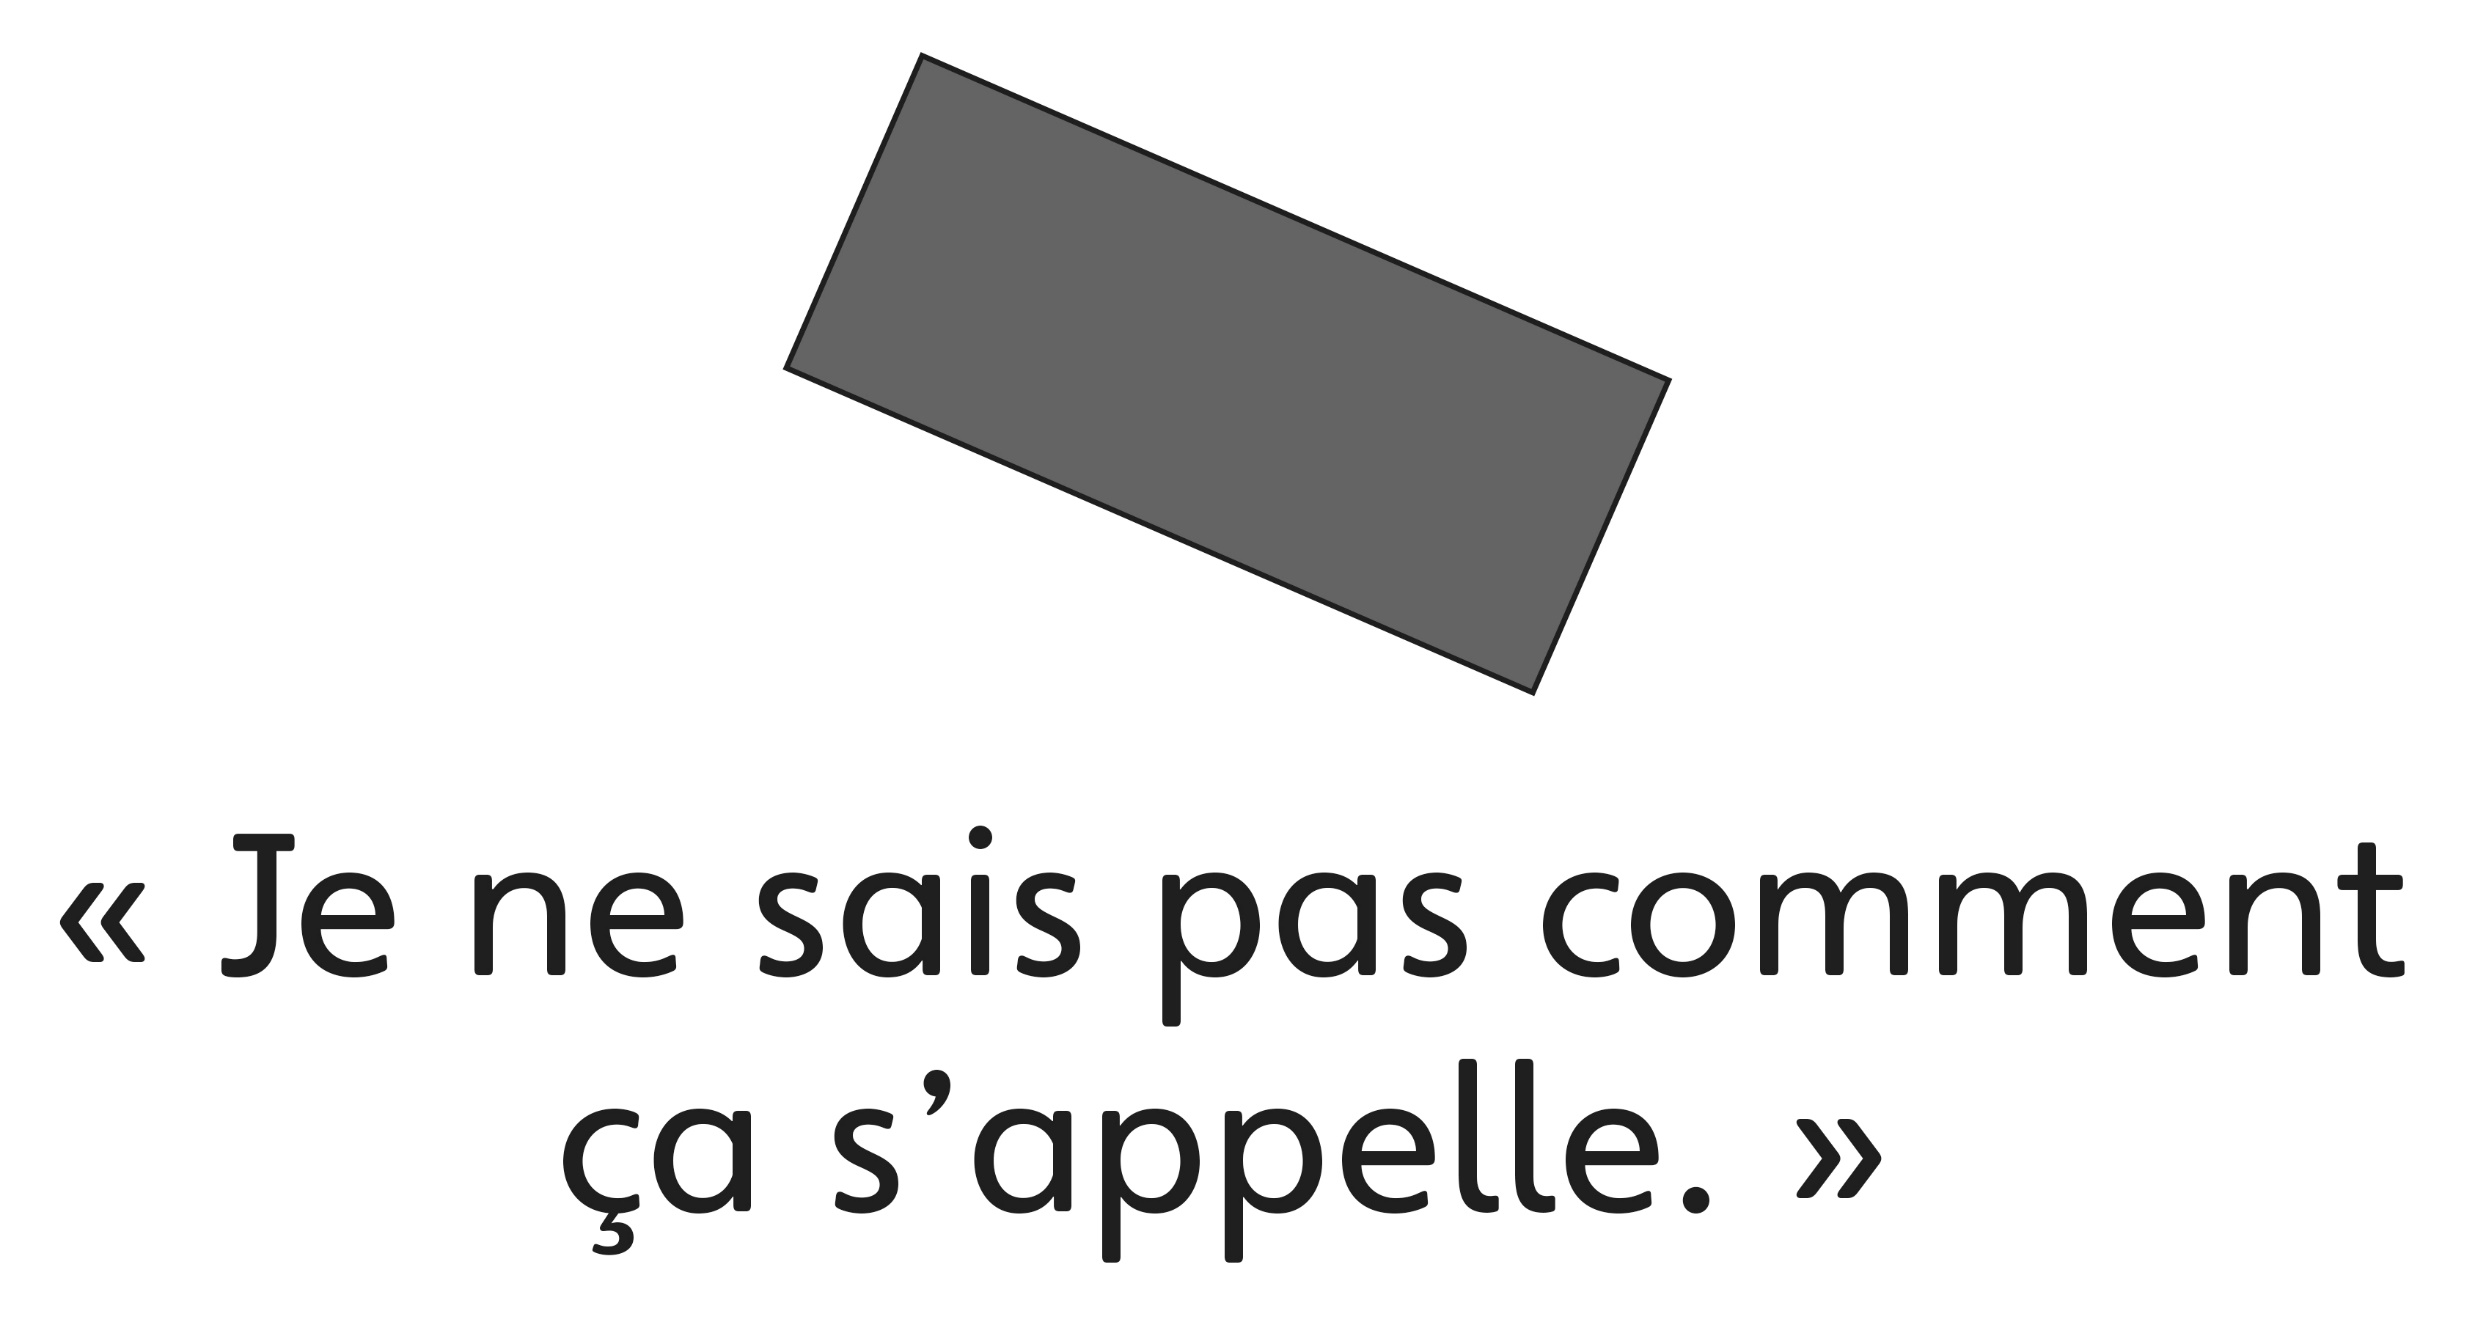 « Je ne sais pas comment
ça s’appelle. »